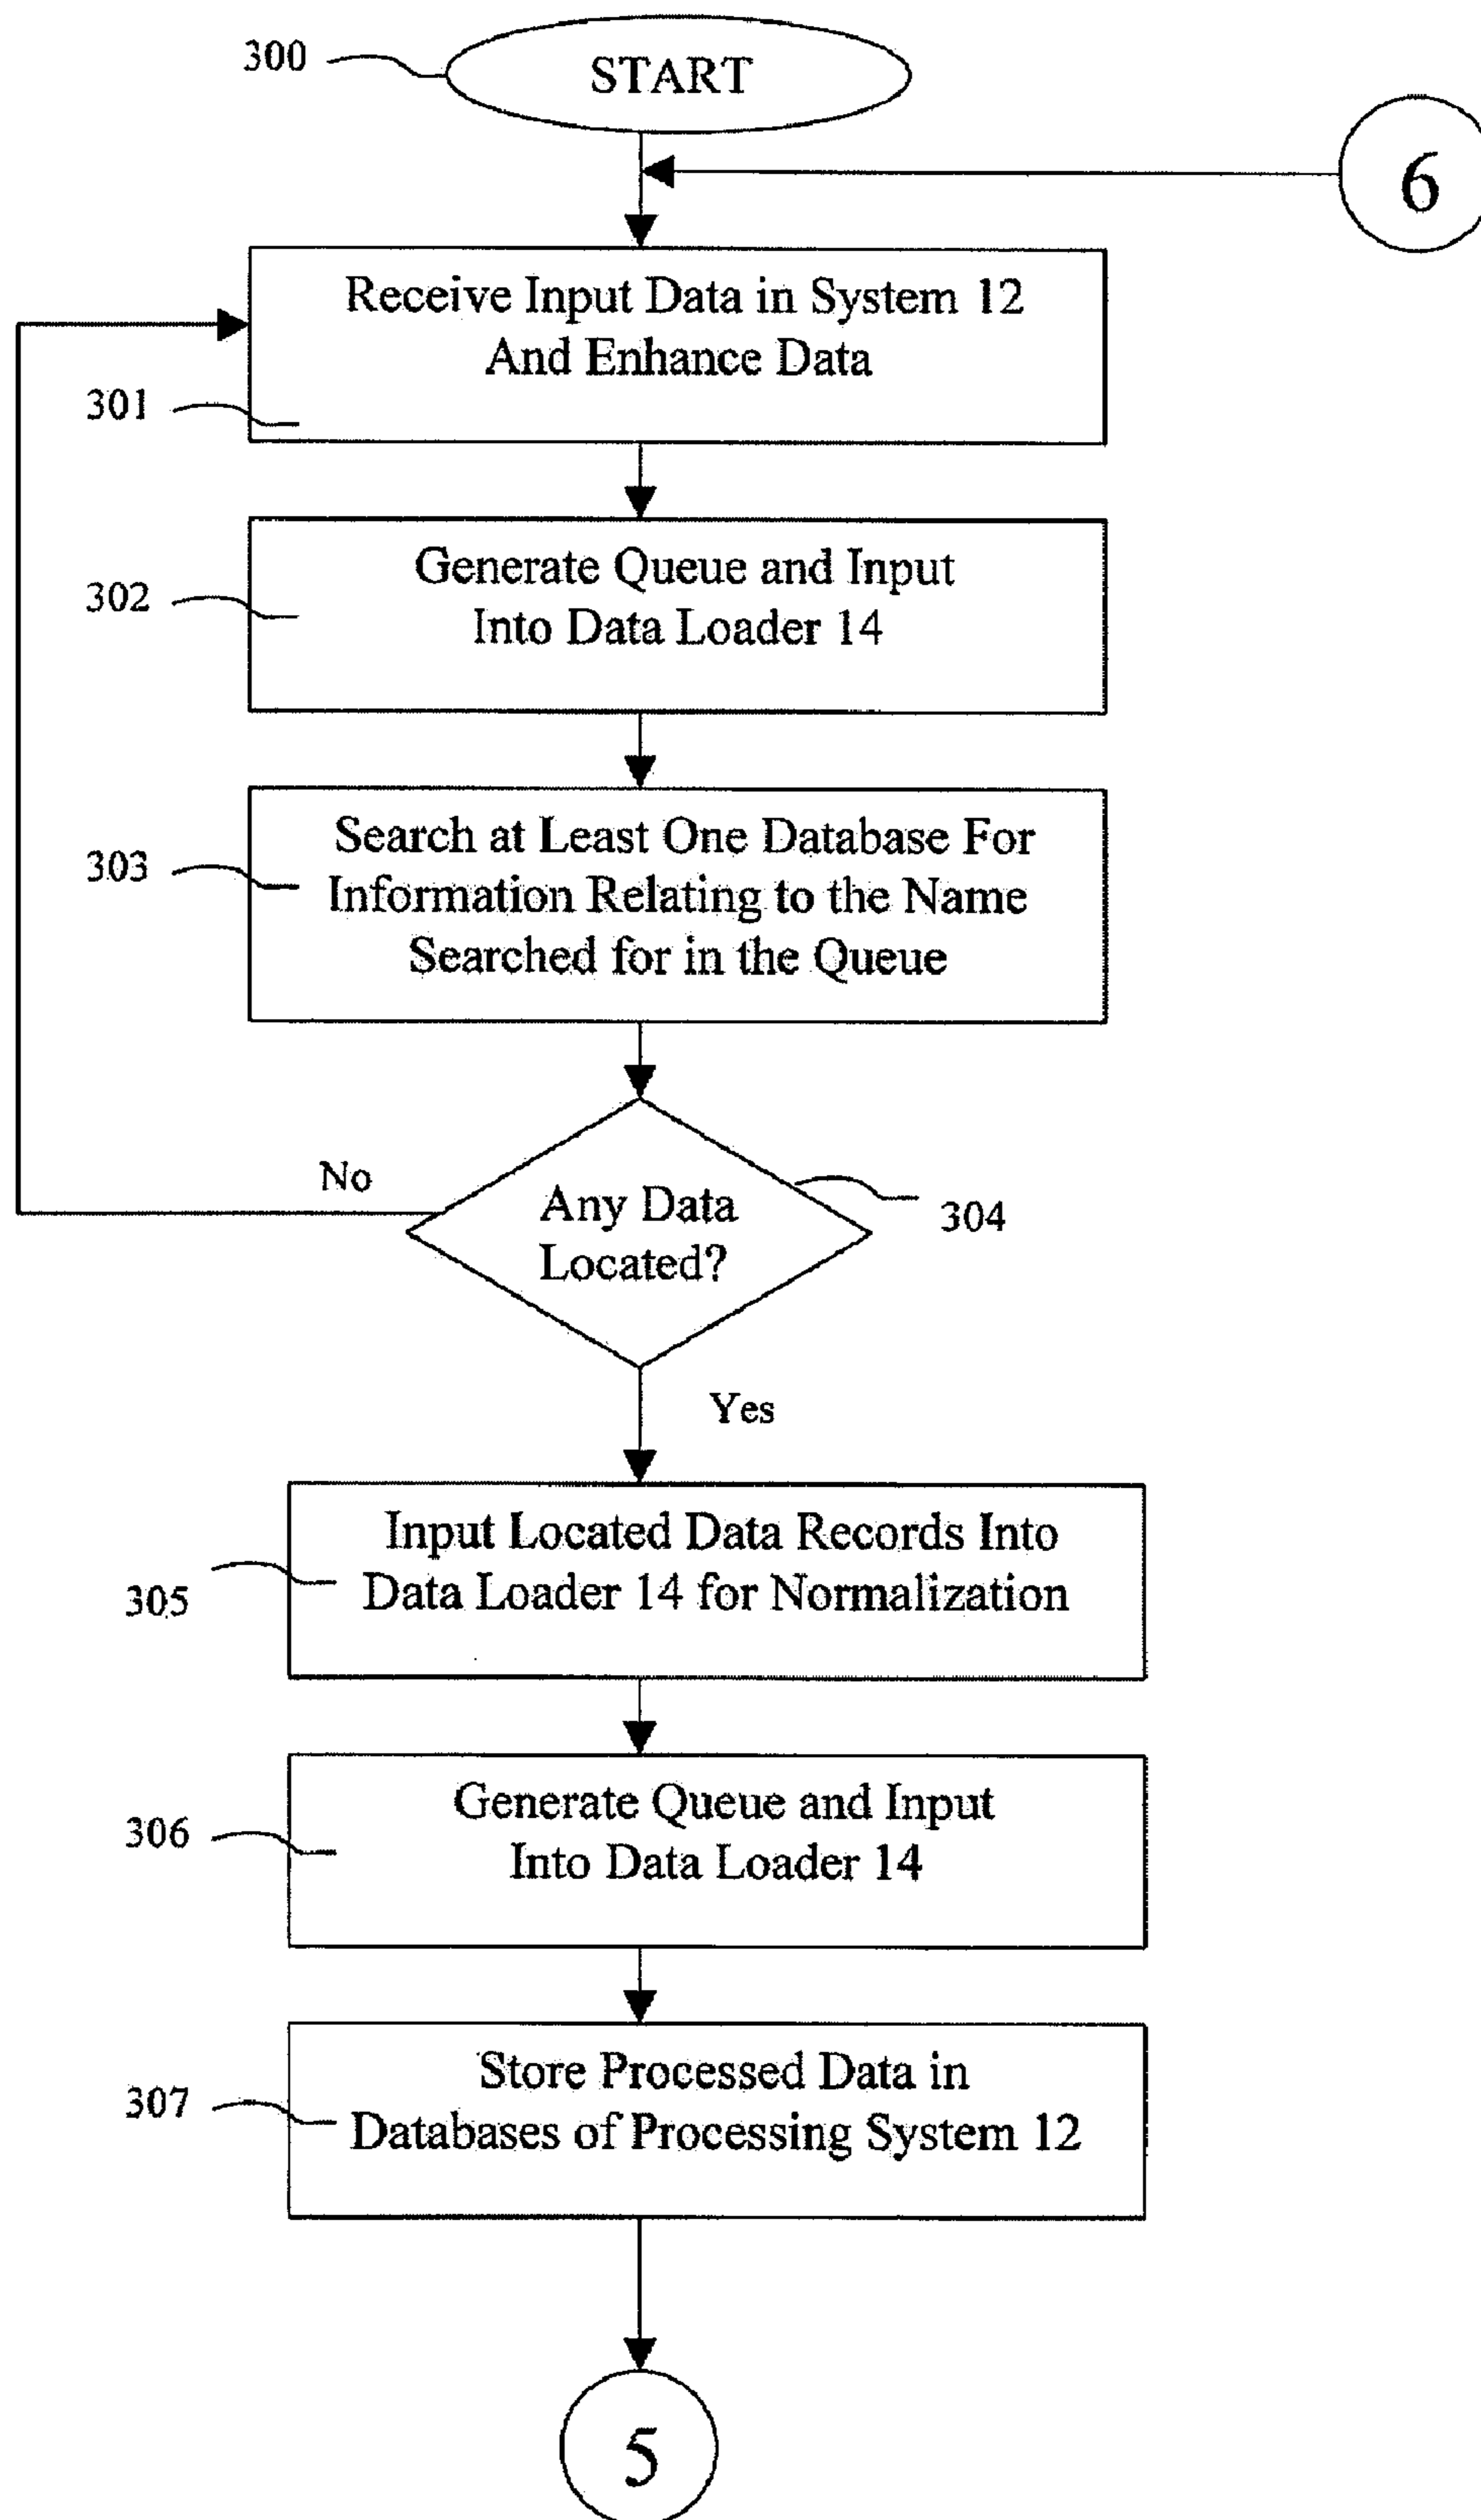 300
START
6
Receive Input Data in System 12
And Enhance Data
301
Generate Queue and Input
302
Into Data Loader 14
Search at Least One Database For
303
Information Relating to the Name
Searched for in the Queue
No
Any Data
304
Located?
Yes
Input Located Data Records Into
305
Data Loader 14 for Normalization
Generate Queue and Input
306
Into Data Loader 14
Store Processed Data in
307
Databases of Processing System 12
5